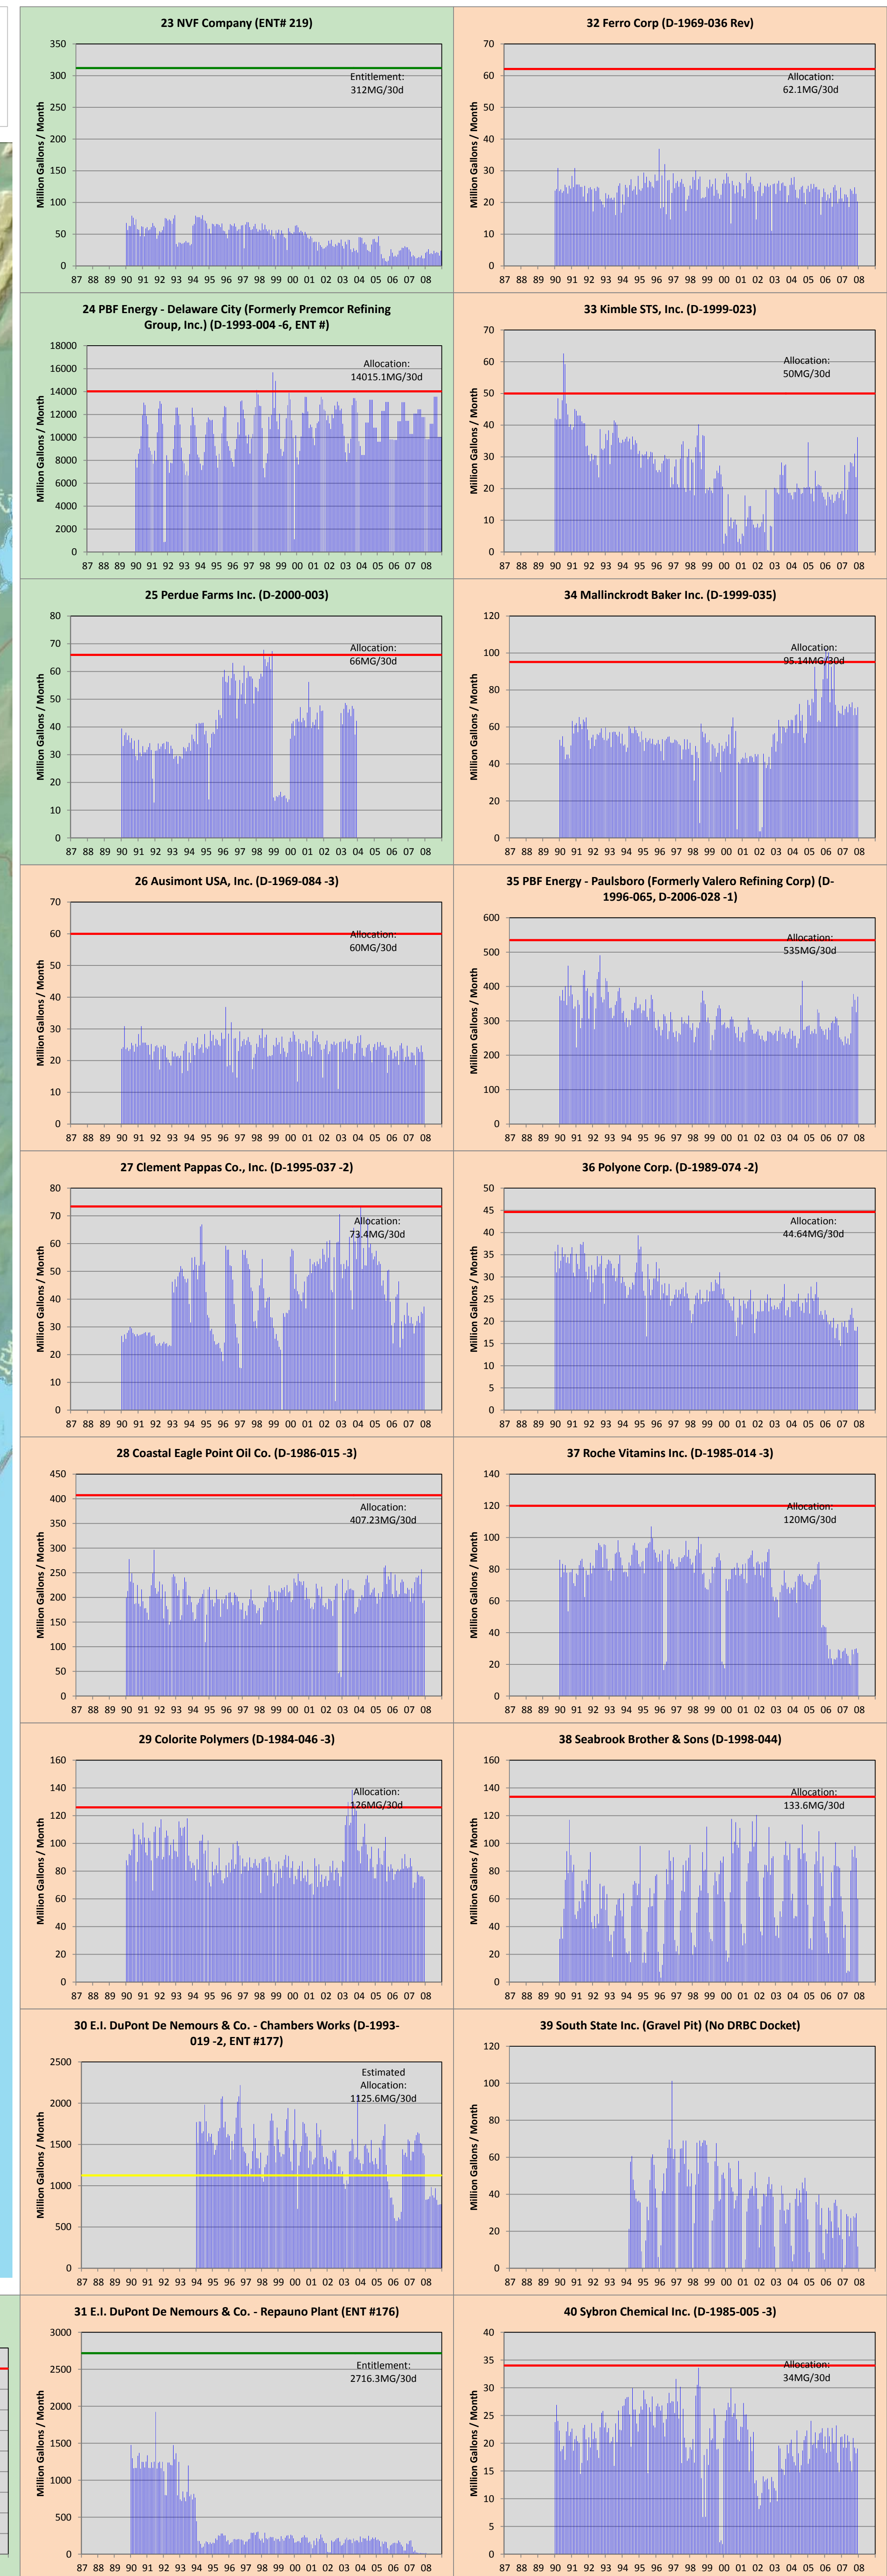 23 NVF Company (ENT# 219)
Million Gallons / Month
350
300
250
200
150
100
50
0
Entitlement:
312MG/30d
87 88 89 90 91 92 93 94 95 96 97 98 99 00 01 02 03 04 05 06 07 08
24 PBF Energy - Delaware City (Formerly Premcor Refining
Group, Inc.) (D-1993-004 -6, ENT #)
Million Gallons / Month
18000
16000
14000
12000
10000
8000
6000
4000
2000
0
Allocation:
14015.1MG/30d
87 88 89 90 91 92 93 94 95 96 97 98 99 00 01 02 03 04 05 06 07 08
25 Perdue Farms Inc. (D-2000-003)
Million Gallons / Month
80
70
60
50
40
30
20
10
0
Allocation:
66MG/30d
87 88 89 90 91 92 93 94 95 96 97 98 99 00 01 02 03 04 05 06 07 08
26 Ausimont USA, Inc. (D-1969-084 -3)
Million Gallons / Month
70
60
50
40
30
20
10
0
Allocation:
60MG/30d
87 88 89 90 91 92 93 94 95 96 97 98 99 00 01 02 03 04 05 06 07 08
27 Clement Pappas Co., Inc. (D-1995-037 -2)
Million Gallons / Month
80
70
60
50
40
30
20
10
0
Allocation:
73.4MG/30d
87 88 89 90 91 92 93 94 95 96 97 98 99 00 01 02 03 04 05 06 07 08
28 Coastal Eagle Point Oil Co. (D-1986-015 -3)
Million Gallons / Month
450
400
350
300
250
200
150
100
50
0
Allocation:
407.23MG/30d
87 88 89 90 91 92 93 94 95 96 97 98 99 00 01 02 03 04 05 06 07 08
29 Colorite Polymers (D-1984-046 -3)
Million Gallons / Month
160
140
120
100
80
60
40
20
0
Allocation:
126MG/30d
87 88 89 90 91 92 93 94 95 96 97 98 99 00 01 02 03 04 05 06 07 08
30 E.I. DuPont De Nemours & Co. - Chambers Works (D-1993-
019 -2, ENT #177)
Million Gallons / Month
2500
2000
1500
1000
500
0
Estimated
Allocation:
1125.6MG/30d
87 88 89 90 91 92 93 94 95 96 97 98 99 00 01 02 03 04 05 06 07 08
31 E.I. DuPont De Nemours & Co. - Repauno Plant (ENT #176)
Million Gallons / Month
3000
2500
2000
1500
1000
500
0
Entitlement:
2716.3MG/30d
87 88 89 90 91 92 93 94 95 96 97 98 99 00 01 02 03 04 05 06 07 08
32 Ferro Corp (D-1969-036 Rev)
Million Gallons / Month
70
60
50
40
30
20
10
0
Allocation:
62.1MG/30d
87 88 89 90 91 92 93 94 95 96 97 98 99 00 01 02 03 04 05 06 07 08
33 Kimble STS, Inc. (D-1999-023)
Million Gallons / Month
70
60
50
40
30
20
10
0
Allocation:
50MG/30d
87 88 89 90 91 92 93 94 95 96 97 98 99 00 01 02 03 04 05 06 07 08
34 Mallinckrodt Baker Inc. (D-1999-035)
Million Gallons / Month
120
100
80
60
40
20
0
Allocation:
95.14MG/30d
87 88 89 90 91 92 93 94 95 96 97 98 99 00 01 02 03 04 05 06 07 08
35 PBF Energy - Paulsboro (Formerly Valero Refining Corp) (D-
1996-065, D-2006-028 -1)
Million Gallons / Month
600
500
400
300
200
100
0
Allocation:
535MG/30d
87 88 89 90 91 92 93 94 95 96 97 98 99 00 01 02 03 04 05 06 07 08
36 Polyone Corp. (D-1989-074 -2)
Million Gallons / Month
50
45
40
35
30
25
20
15
10
5
0
Allocation:
44.64MG/30d
87 88 89 90 91 92 93 94 95 96 97 98 99 00 01 02 03 04 05 06 07 08
37 Roche Vitamins Inc. (D-1985-014 -3)
Million Gallons / Month
140
120
100
80
60
40
20
0
Allocation:
120MG/30d
87 88 89 90 91 92 93 94 95 96 97 98 99 00 01 02 03 04 05 06 07 08
38 Seabrook Brother & Sons (D-1998-044)
Million Gallons / Month
160
140
120
100
80
60
40
20
0
Allocation:
133.6MG/30d
87 88 89 90 91 92 93 94 95 96 97 98 99 00 01 02 03 04 05 06 07 08
39 South State Inc. (Gravel Pit) (No DRBC Docket)
Million Gallons / Month
120
100
80
60
40
20
0
87 88 89 90 91 92 93 94 95 96 97 98 99 00 01 02 03 04 05 06 07 08
40 Sybron Chemical Inc. (D-1985-005 -3)
Million Gallons / Month
40
35
30
25
20
15
10
5
0
Allocation:
34MG/30d
87 88 89 90 91 92 93 94 95 96 97 98 99 00 01 02 03 04 05 06 07 08